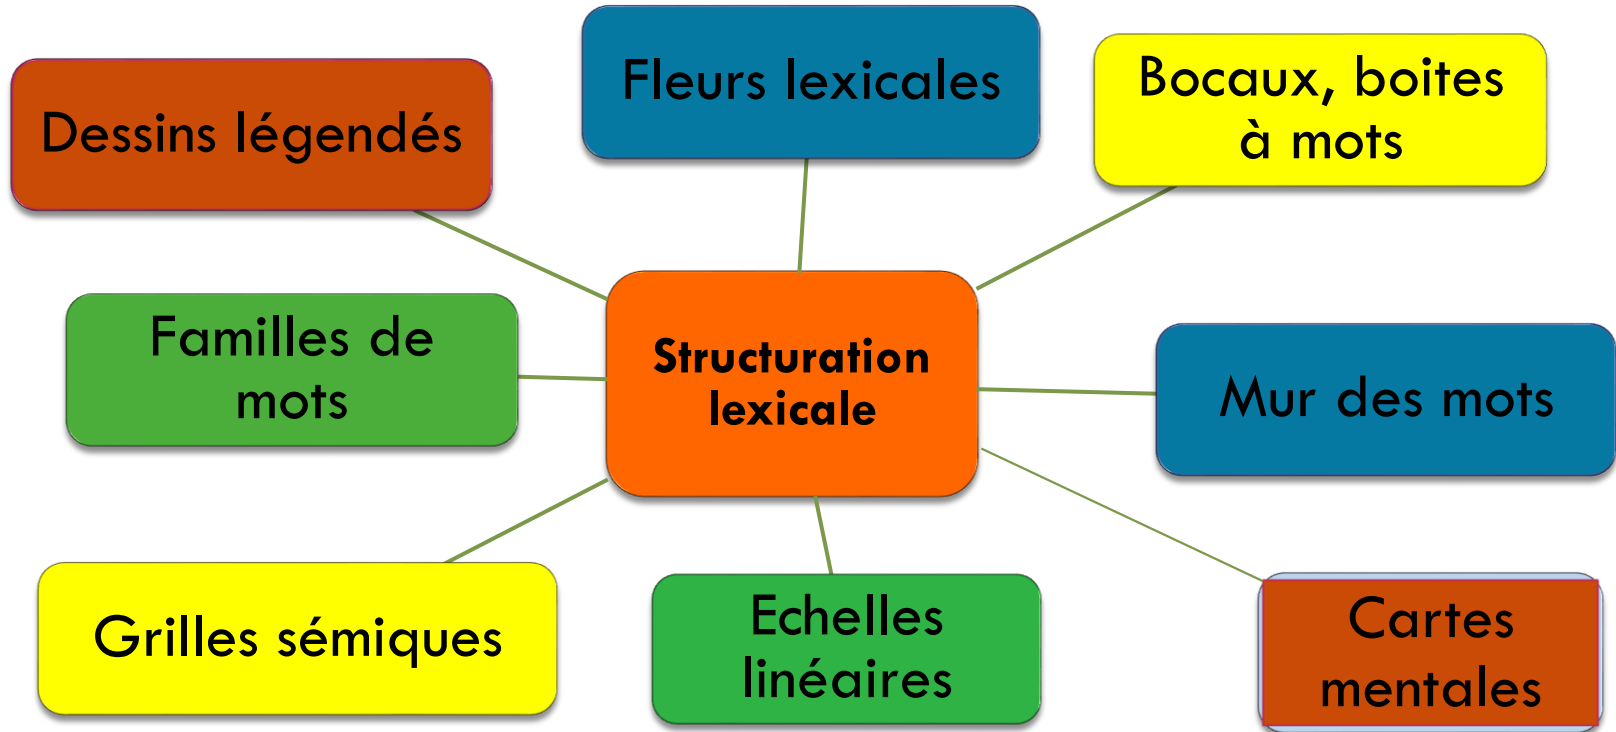 Fleurs lexicales
Bocaux, boites
à mots
Dessins légendés
Familles de
mots
Structuration
lexicale
Mur des mots
Grilles sémiques
Echelles
linéaires
Cartes
mentales